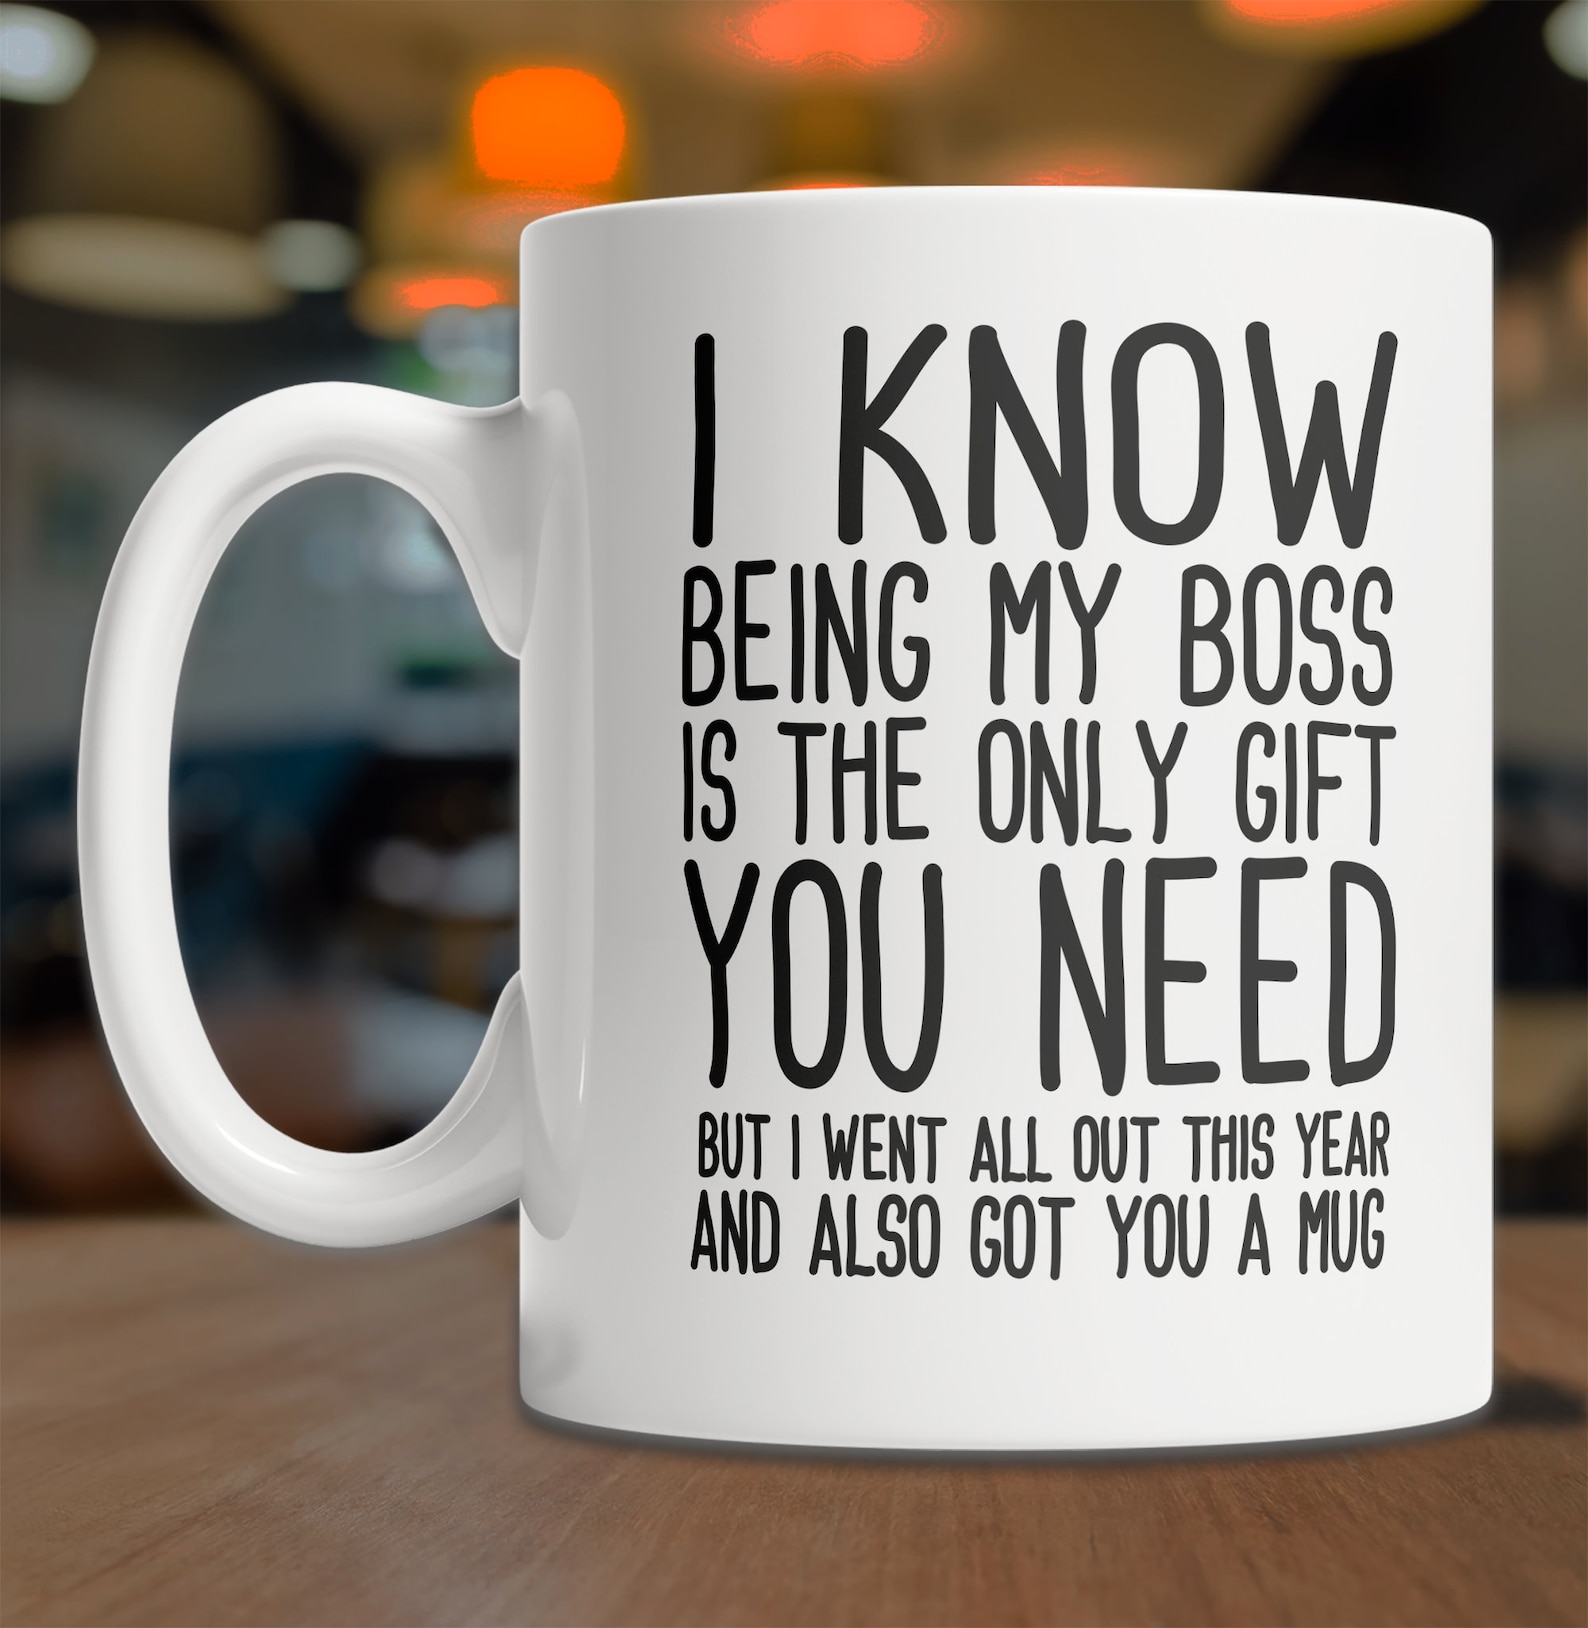 I KNOW
BEING MY BOSS
IS THE ONLY GIFT
YOU NEED
BUT I WENT ALL OUT THIS YEAR
AND ALSO GOT YOU A MUG